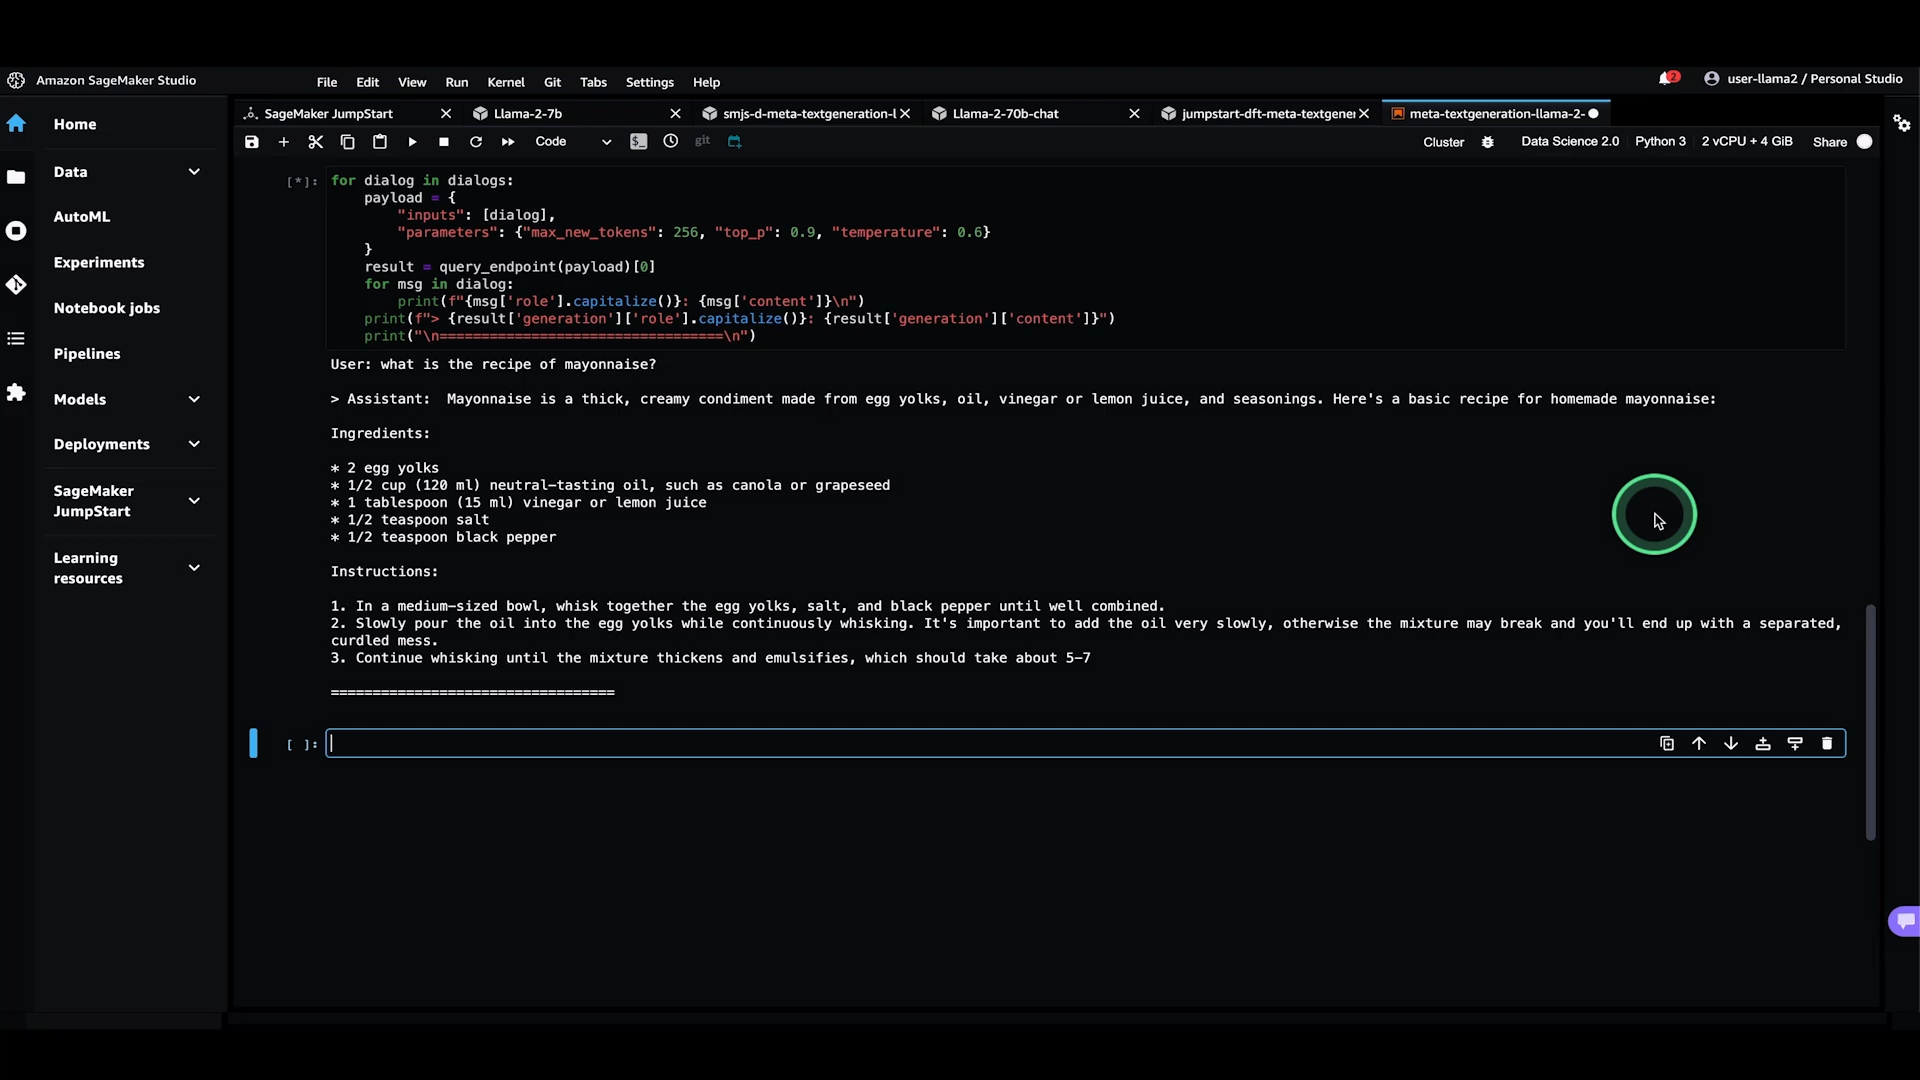 Amazon SageMaker Studio
File Edit View Run Kernel Git Tabs Settings Help
2 user-llama2 / Personal Studio
SageMaker JumpStart
Llama-2-7b
smjs-d-meta-textgeneration-l
Llama-2-70b-chat
jumpstart-dft-meta-textgener
meta-textgeneration-llama-2-
Code
git
Cluster
Data Science 2.0
Python 3
2 vCPU + 4 GiB
Share
Home
Data
AutoML
Experiments
Notebook jobs
Pipelines
Models
Deployments
SageMaker
JumpStart
Learning
resources
[*]: for dialog in dialogs:
    payload = {
        "inputs": [dialog],
        "parameters": {"max_new_tokens": 256, "top_p": 0.9, "temperature": 0.6}
    }
    result = query_endpoint(payload)[0]
    for msg in dialog:
        print(f"{msg['role'].capitalize()}: {msg['content']}\n")
    print(f"> {result['generation']['role'].capitalize()}: {result['generation']['content']}")
    print("\n==================================\n")
User: what is the recipe of mayonnaise?
> Assistant:  Mayonnaise is a thick, creamy condiment made from egg yolks, oil, vinegar or lemon juice, and seasonings. Here's a basic recipe for homemade mayonnaise:
Ingredients:
* 2 egg yolks
* 1/2 cup (120 ml) neutral-tasting oil, such as canola or grapeseed
* 1 tablespoon (15 ml) vinegar or lemon juice
* 1/2 teaspoon salt
* 1/2 teaspoon black pepper
Instructions:
1. In a medium-sized bowl, whisk together the egg yolks, salt, and black pepper until well combined.
2. Slowly pour the oil into the egg yolks while continuously whisking. It's important to add the oil very slowly, otherwise the mixture may break and you'll end up with a separated,
curdled mess.
3. Continue whisking until the mixture thickens and emulsifies, which should take about 5-7
==================================
[ ]: